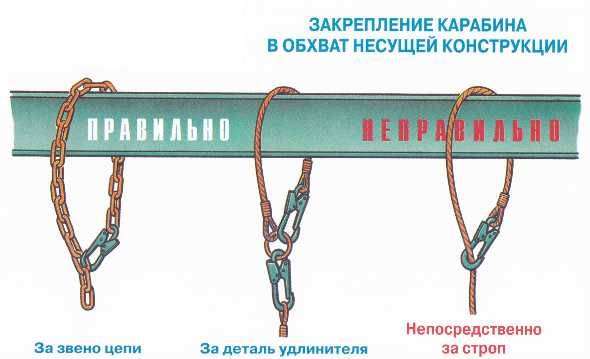 ЗАКРЕПЛЕНИЕ КАРАБИНА
В ОБХВАТ НЕСУЩЕЙ КОНСТРУКЦИИ
ПРАВИЛЬНО
НЕПРАВИЛЬНО
За звено цепи
За деталь удлинителя
Непосредственно
за строп